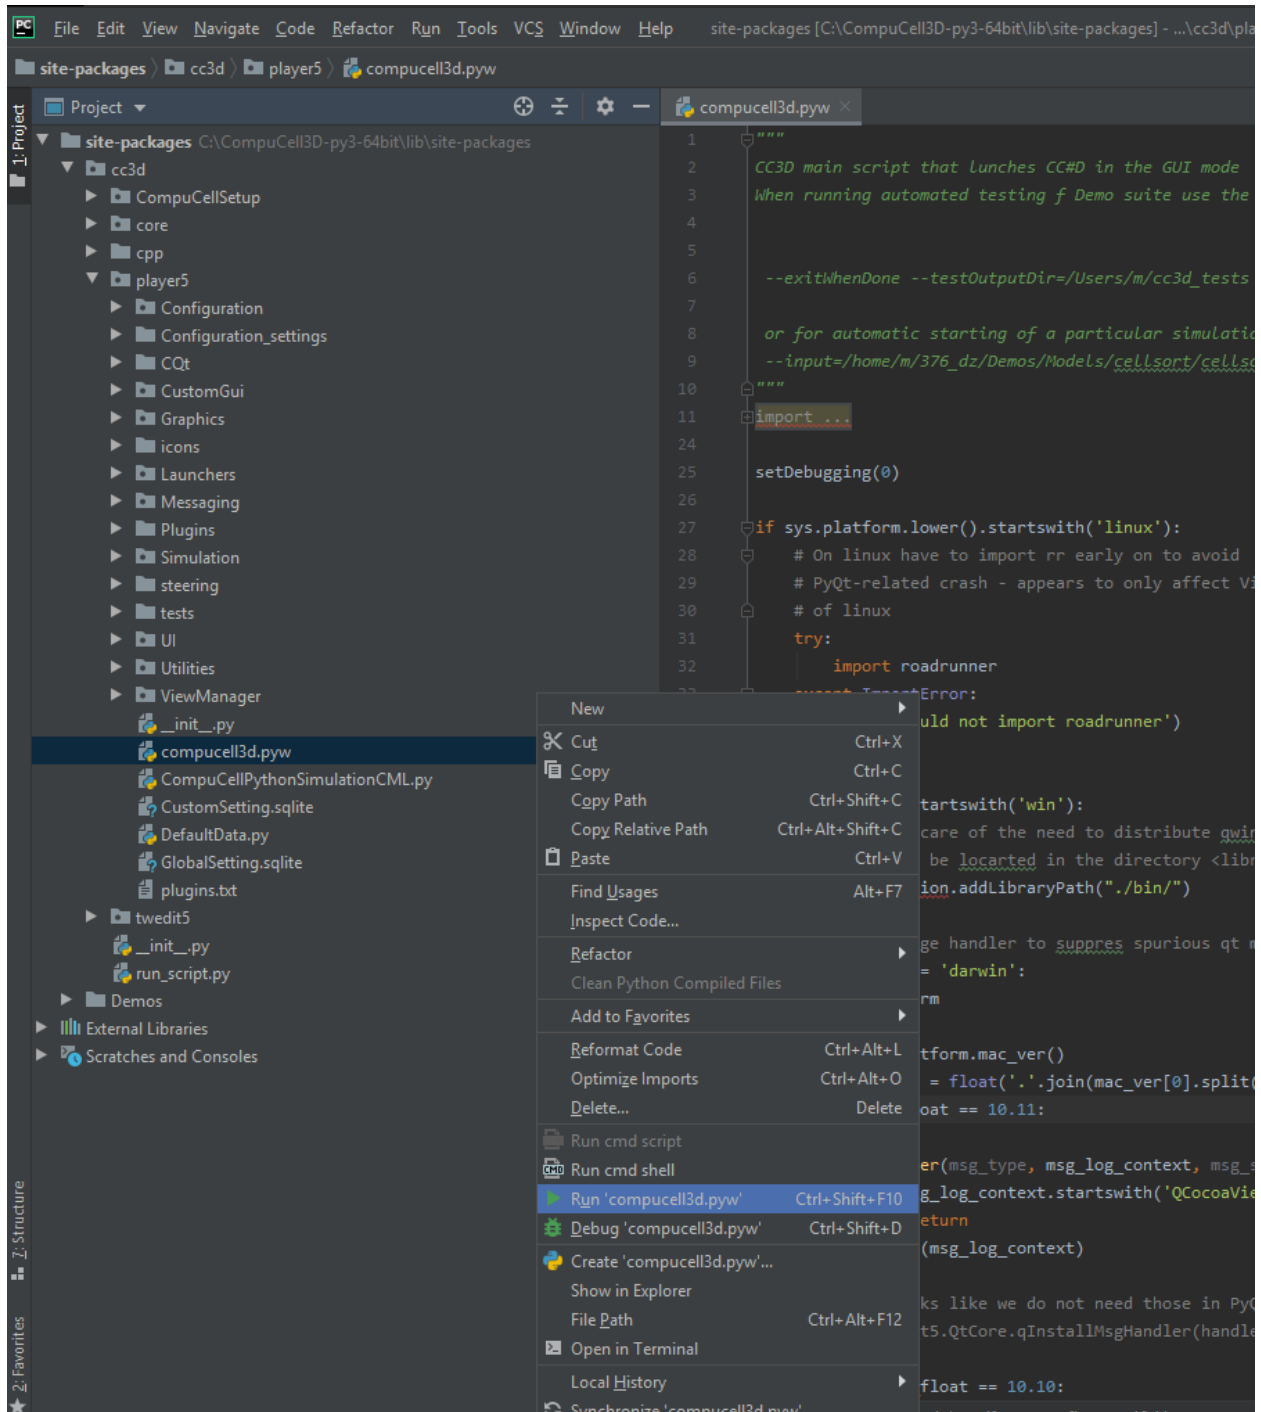 PC File Edit View Navigate Code Refactor Run Tools VCS Window Help site-packages [C:\CompuCell3D-py3-64bit\lib\site-packages] - ...\cc3d\pla
site-packages cc3d player5 compucell3d.pyw
1: Project
Project
site-packages C:\CompuCell3D-py3-64bit\lib\site-packages
cc3d
CompuCellSetup
core
cpp
player5
Configuration
Configuration_settings
CQt
CustomGui
Graphics
icons
Launchers
Messaging
Plugins
Simulation
steering
tests
UI
Utilities
ViewManager
__init__.py
compucell3d.pyw
CompuCellPythonSimulationCML.py
CustomSetting.sqlite
DefaultData.py
GlobalSetting.sqlite
plugins.txt
twedit5
__init__.py
run_script.py
Demos
External Libraries
Scratches and Consoles
7: Structure
2: Favorites
compucell3d.pyw
1 """
2 CC3D main script that lunches CC#D in the GUI mode
3 When running automated testing f Demo suite use the
4
5
6 --exitWhenDone --testOutputDir=/Users/m/cc3d_tests
7
8 or for automatic starting of a particular simulatio
9 --input=/home/m/376_dz/Demos/Models/cellsort/cellso
10 """
11 import ...
24
25 setDebugging(0)
26
27 if sys.platform.lower().startswith('linux'):
28 # On linux have to import rr early on to avoid
29 # PyQt-related crash - appears to only affect Vi
30 # of linux
31 try:
32 import roadrunner
33 except ImportError:
uld not import roadrunner')
tartswith('win'):
care of the need to distribute qwin
be locarted in the directory <libr
ion.addLibraryPath("./bin/")
ge handler to suppres spurious qt m
= 'darwin':
rm
tform.mac_ver()
= float('.'.join(mac_ver[0].split(
oat == 10.11:
er(msg_type, msg_log_context, msg_s
g_log_context.startswith('QCocoaVie
eturn
(msg_log_context)
ks like we do not need those in PyQ
t5.QtCore.qInstallMsgHandler(handle
float == 10.10:
New
Cut Ctrl+X
Copy Ctrl+C
Copy Path Ctrl+Shift+C
Copy Relative Path Ctrl+Alt+Shift+C
Paste Ctrl+V
Find Usages Alt+F7
Inspect Code...
Refactor
Clean Python Compiled Files
Add to Favorites
Reformat Code Ctrl+Alt+L
Optimize Imports Ctrl+Alt+O
Delete... Delete
Run cmd script
CMD Run cmd shell
Run 'compucell3d.pyw' Ctrl+Shift+F10
Debug 'compucell3d.pyw' Ctrl+Shift+D
Create 'compucell3d.pyw'...
Show in Explorer
File Path Ctrl+Alt+F12
Open in Terminal
Local History
Synchronize 'compucell3d.pyw'